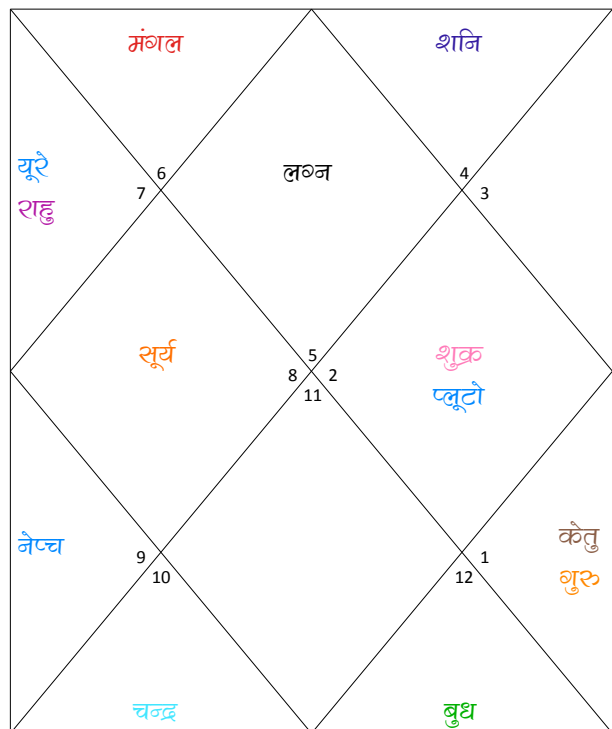 मंगल
शनि
यूरे
राहु
6
7
लग्न
4
3
सूर्य
5
8
2
11
शुक्र
प्लूटो
नेप्च
9
10
1
12
केतु
गुरु
चन्द्र
बुध